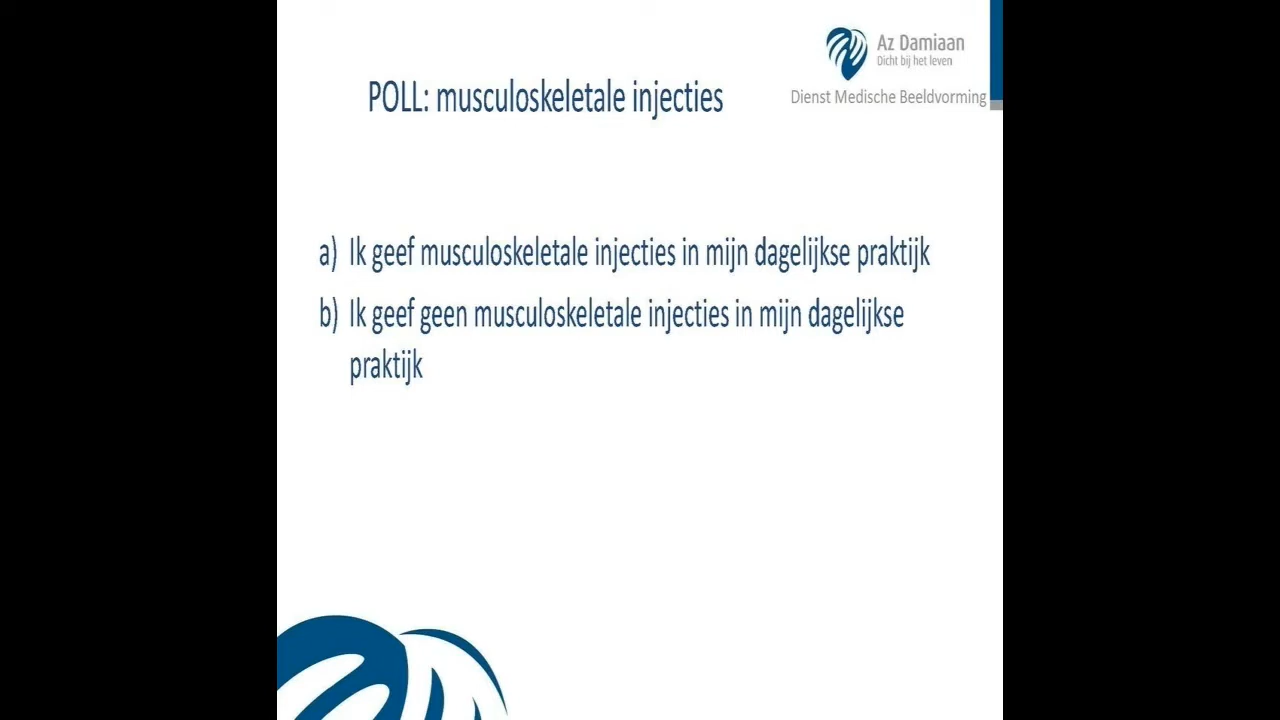 Az Damiaan
Dicht bij het leven
Dienst Medische Beeldvorming
POLL: musculoskeletale injecties
a) Ik geef musculoskeletale injecties in mijn dagelijkse praktijk
b) Ik geef geen musculoskeletale injecties in mijn dagelijkse
praktijk